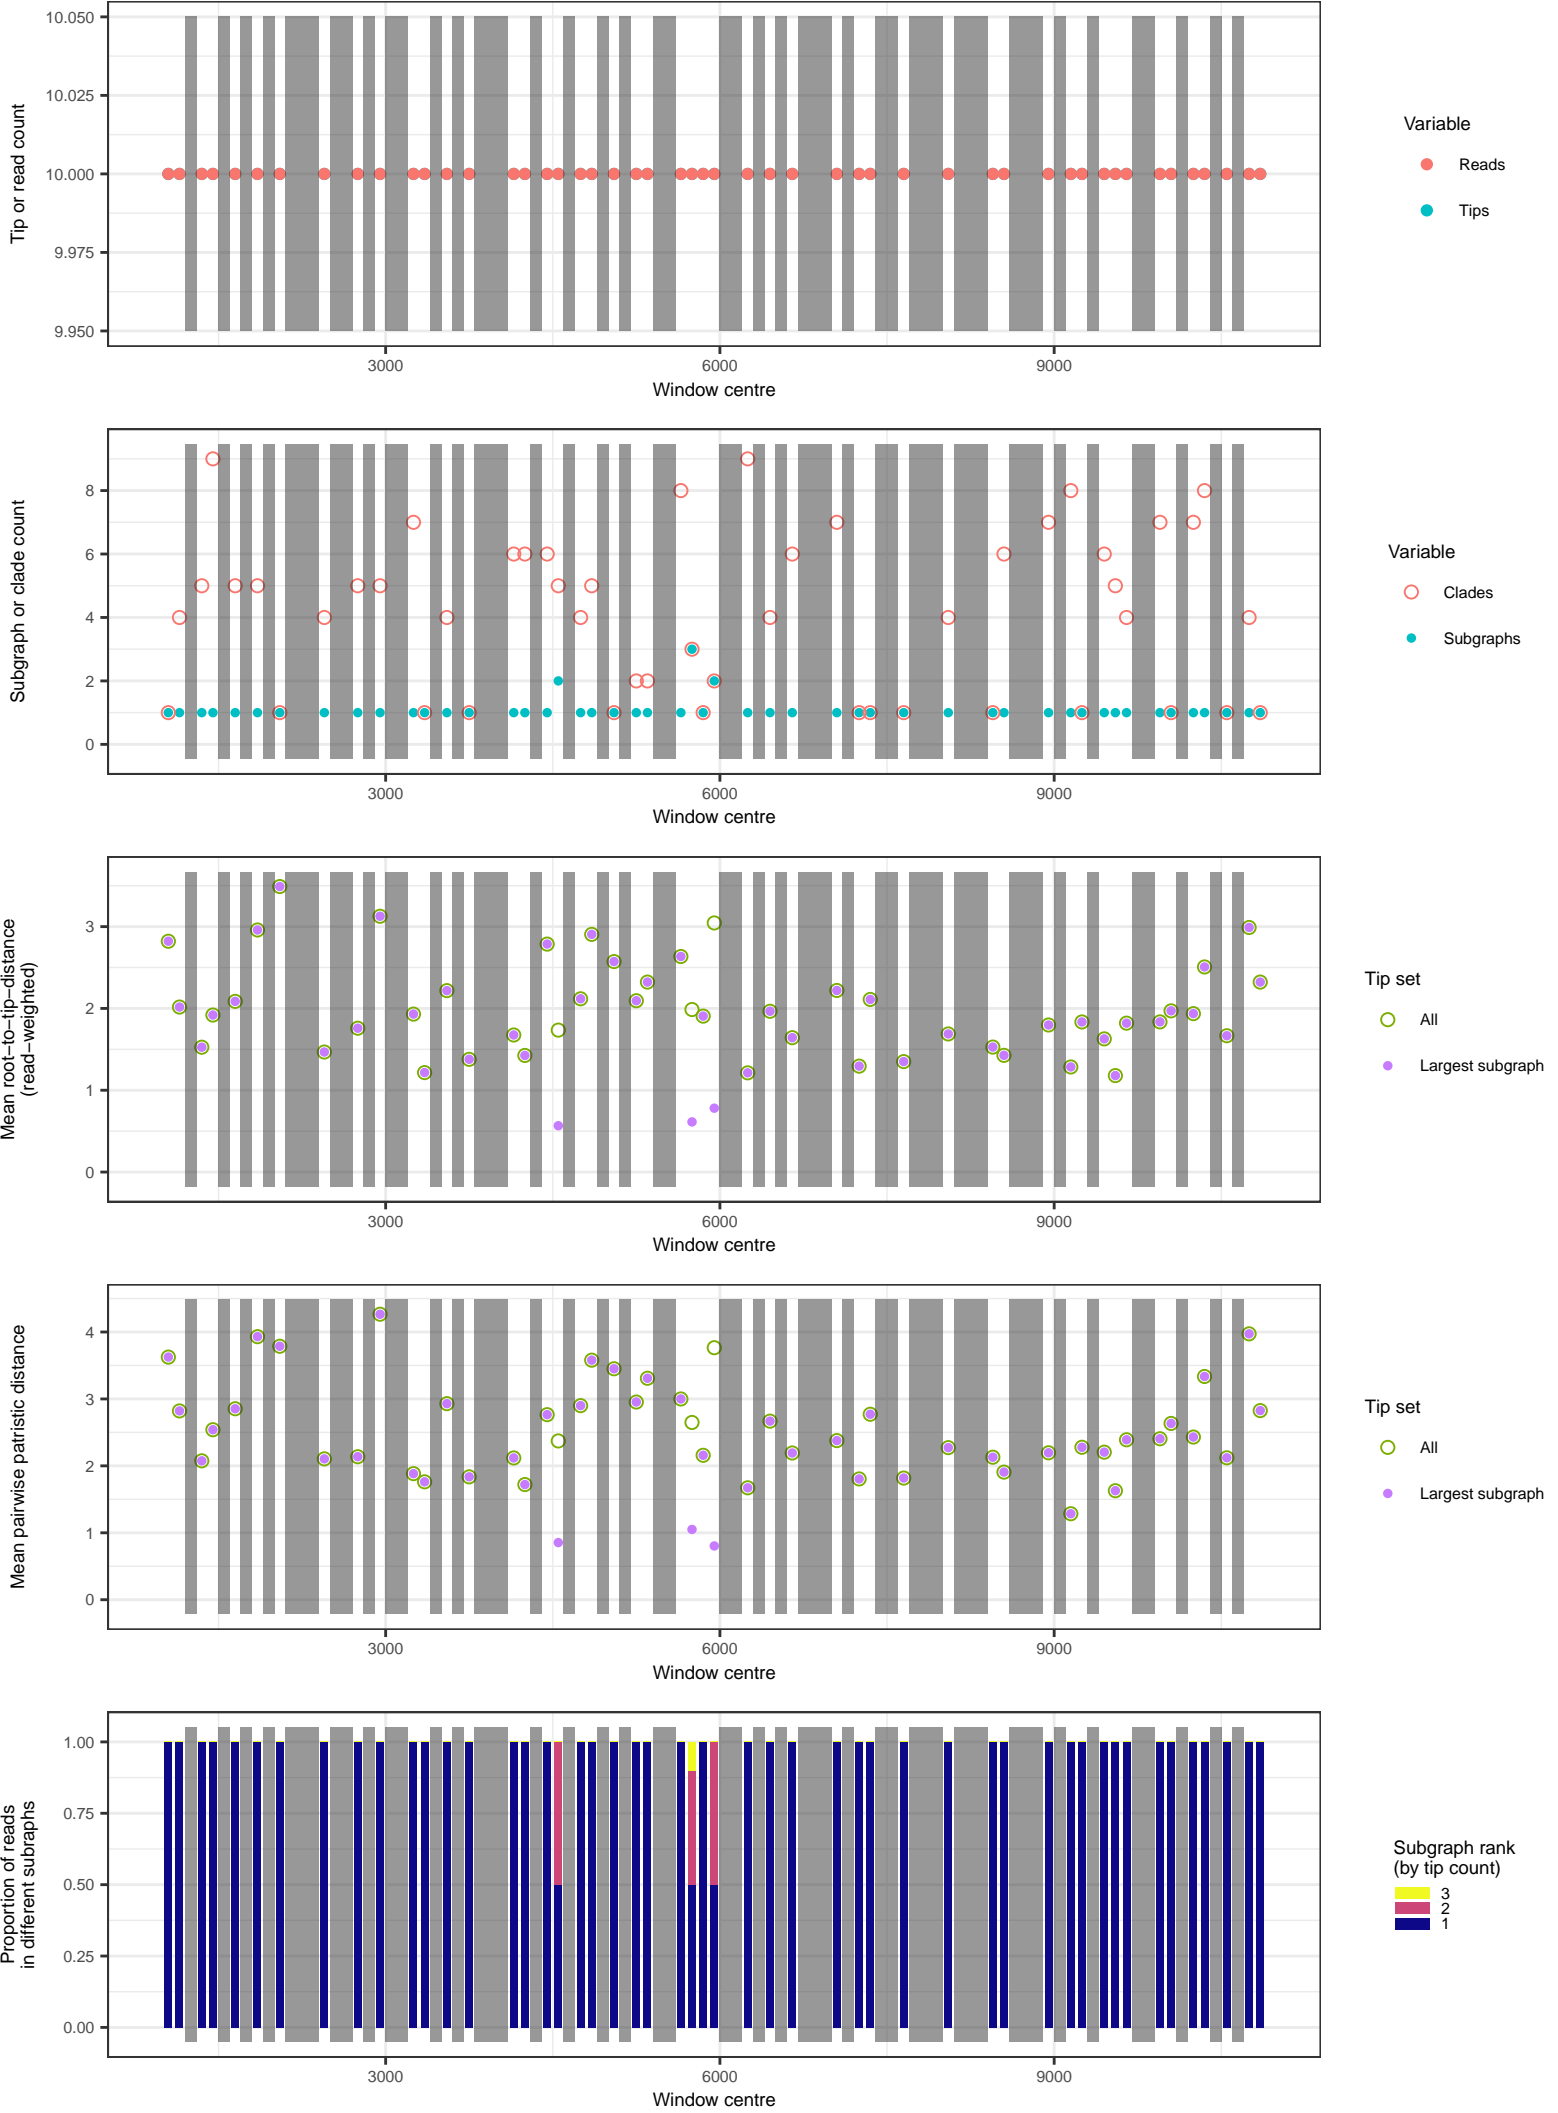 10.050
10.025
10.000
9.975
9.950
Tip or read count
3000
6000
9000
Window centre
Variable
Reads
Tips
8
6
4
2
0
Subgraph or clade count
3000
6000
9000
Window centre
Variable
Clades
Subgraphs
3
2
1
0
Mean root−to−tip−distance
(read−weighted)
3000
6000
9000
Window centre
Tip set
All
Largest subgraph
4
3
2
1
0
Mean pairwise patristic distance
3000
6000
9000
Window centre
Tip set
All
Largest subgraph
1.00
0.75
0.50
0.25
0.00
Proportion of reads
in different subraphs
3000
6000
9000
Window centre
Subgraph rank
(by tip count)
3
2
1